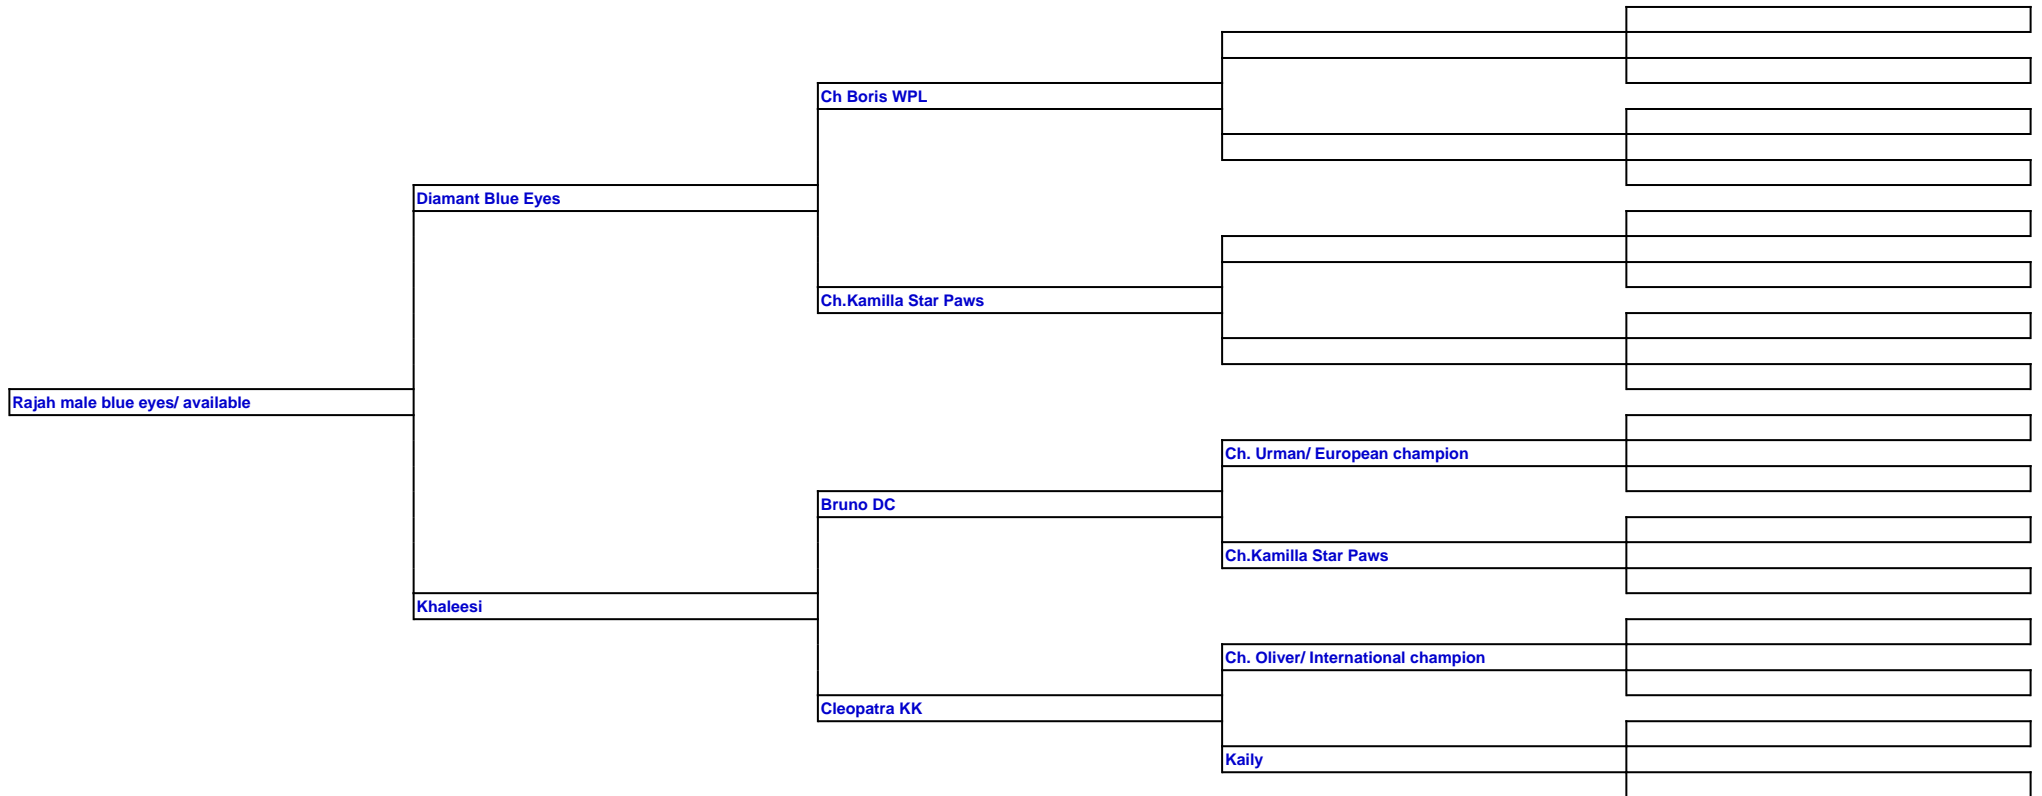 Ch Boris WPL
Diamant Blue Eyes
Ch.Kamilla Star Paws
Rajah male blue eyes/ available
Ch. Urman/ European champion
Bruno DC
Ch.Kamilla Star Paws
Khaleesi
Ch. Oliver/ International champion
Cleopatra KK
Kaily